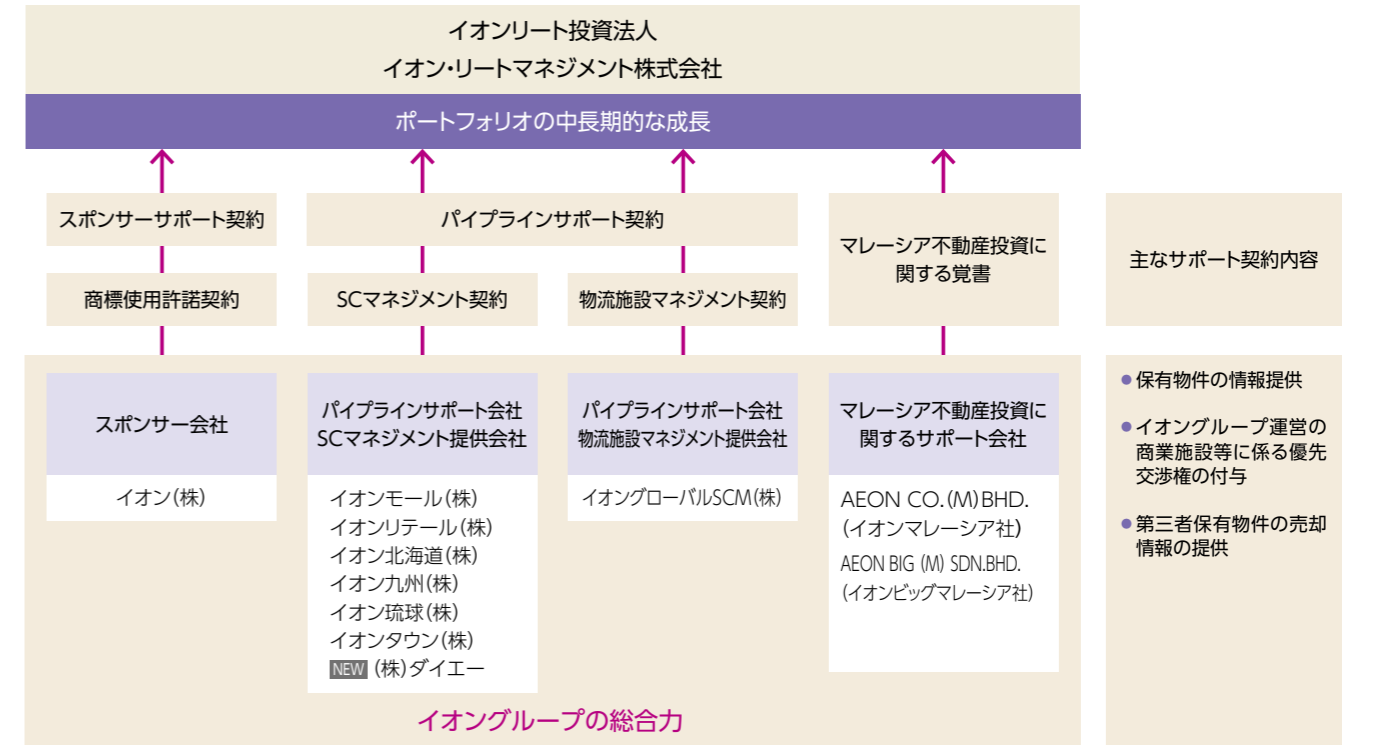 イオンリート投資法人
イオン・リートマネジメント株式会社
ポートフォリオの中長期的な成長
スポンサーサポート契約
パイプラインサポート契約
マレーシア不動産投資に
関する覚書
主なサポート契約内容
商標使用許諾契約
SCマネジメント契約
物流施設マネジメント契約
スポンサー会社
イオン(株)
パイプラインサポート会社
SCマネジメント提供会社
イオンモール(株)
イオンリテール(株)
イオン北海道(株)
イオン九州(株)
イオン琉球(株)
イオンタウン(株)
NEW (株)ダイエー
パイプラインサポート会社
物流施設マネジメント提供会社
イオングローバルSCM(株)
マレーシア不動産投資に
関するサポート会社
AEON CO.(M)BHD.
(イオンマレーシア社)
AEON BIG (M) SDN.BHD.
(イオンビッグマレーシア社)
●保有物件の情報提供
●イオングループ運営の
商業施設等に係る優先
交渉権の付与
●第三者保有物件の売却
情報の提供
イオングループの総合力